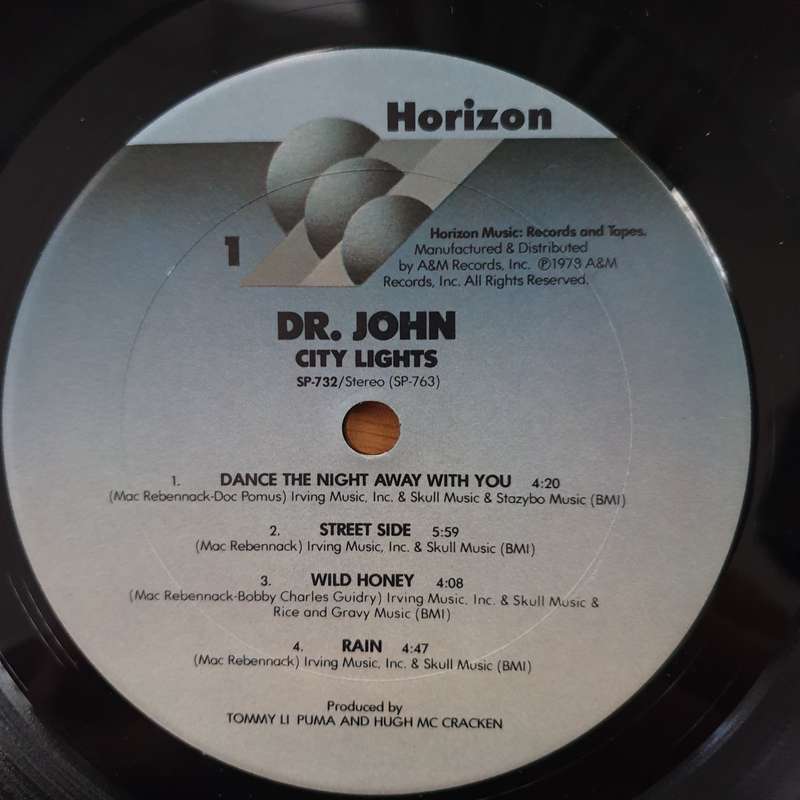 Horizon
1
Horizon Music: Records and Tapes.
Manufactured & Distributed
by A&M Records, Inc. ℗1978 A&M
Records, Inc. All Rights Reserved.
DR. JOHN
CITY LIGHTS
SP-732/Stereo (SP-763)
1. DANCE THE NIGHT AWAY WITH YOU 4:20
(Mac Rebennack-Doc Pomus) Irving Music, Inc. & Skull Music & Stazybo Music (BMI)
2. STREET SIDE 5:59
(Mac Rebennack) Irving Music, Inc. & Skull Music (BMI)
3. WILD HONEY 4:08
(Mac Rebennack-Bobby Charles Guidry) Irving Music, Inc. & Skull Music &
Rice and Gravy Music (BMI)
4. RAIN 4:47
(Mac Rebennack) Irving Music, Inc. & Skull Music (BMI)
Produced by
TOMMY LI PUMA AND HUGH MC CRACKEN